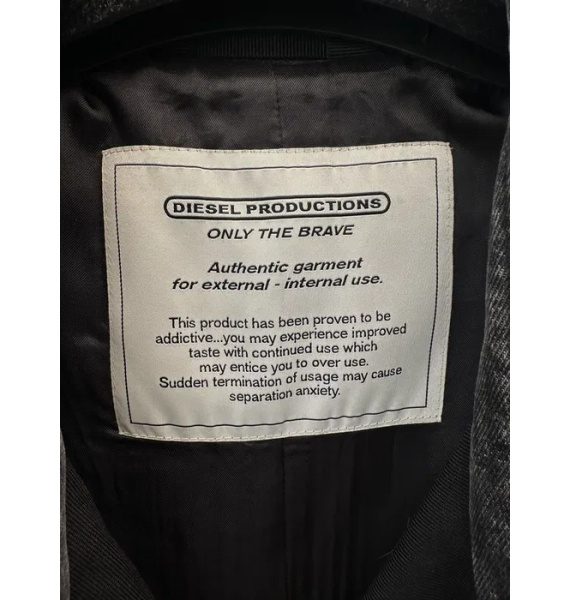 DIESEL PRODUCTIONS
ONLY THE BRAVE
Authentic garment
for external - internal use.
This product has been proven to be
addictive...you may experience improved
taste with continued use which
may entice you to over use.
Sudden termination of usage may cause
separation anxiety.